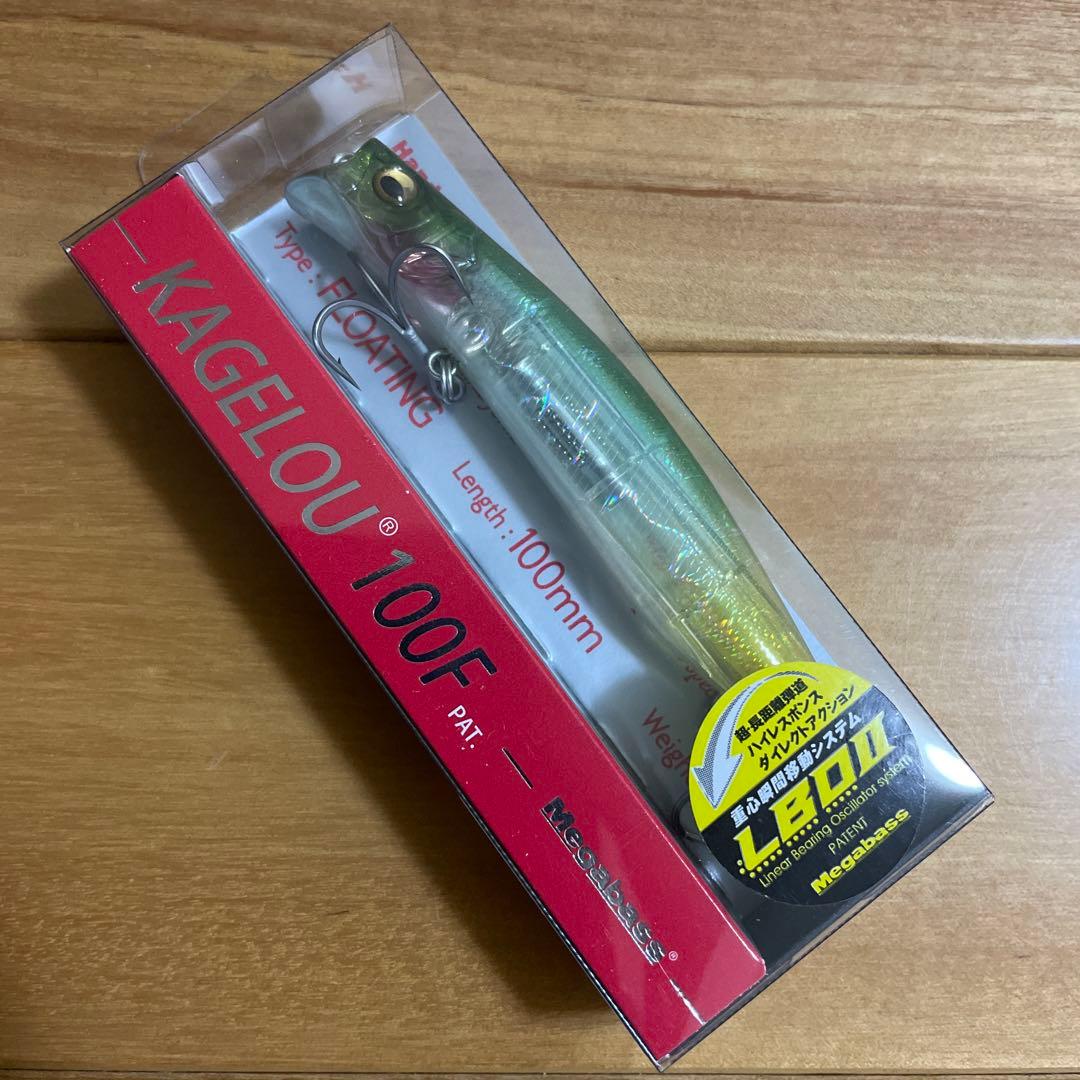 KAGELOU® 100F PAT.
Megabass®
Type : FLOATING
Length : 100mm
Weigh
超・長距離弾道
ハイレスポンス
ダイレクトアクション
重心瞬間移動システム
LBOII
Linear Bearing Oscillator system
PATENT
Megabass